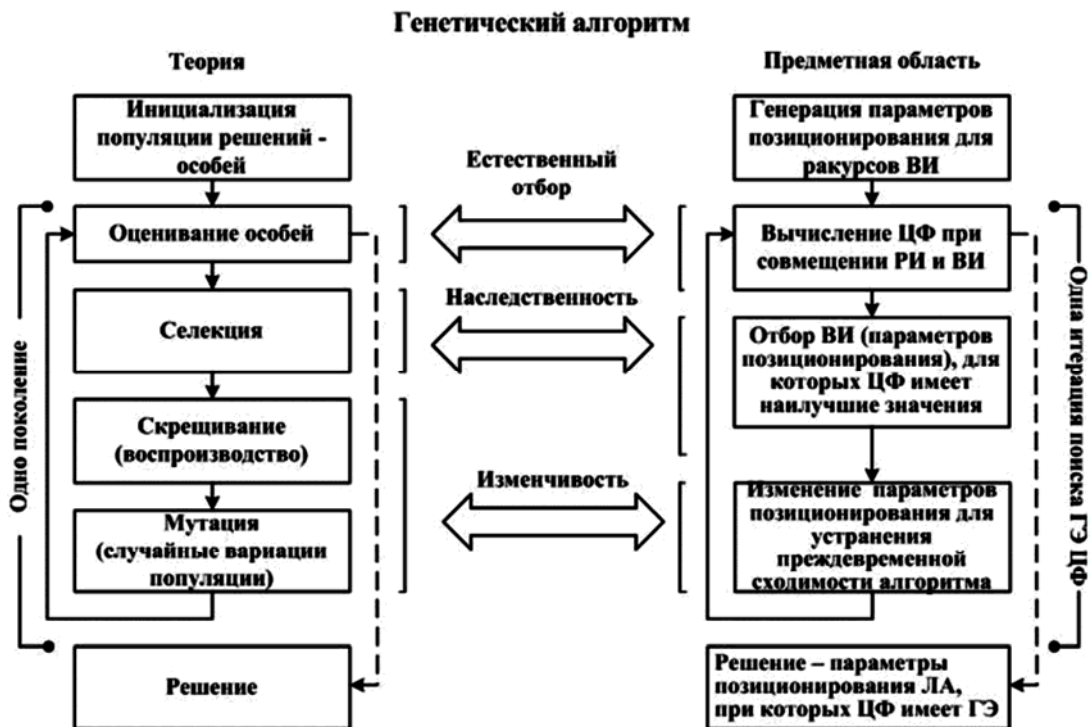 Генетический алгоритм
Теория
Инициализация
популяции решений -
особей
Оценивание особей
Селекция
Скрещивание
(воспроизводство)
Мутация
(случайные вариации
популяции)
Решение
Одно поколение
Естественный
отбор
Наследственность
Изменчивость
Предметная область
Генерация параметров
позиционирования для
ракурсов ВИ
Вычисление ЦФ при
совмещении РИ и ВИ
Отбор ВИ (параметров
позиционирования), для
которых ЦФ имеет
наилучшие значения
Изменение параметров
позиционирования для
устранения
преждевременной
сходимости алгоритма
Решение – параметры
позиционирования ЛА,
при которых ЦФ имеет ГЭ
Одна итерация поиска ГЭ ЦФ